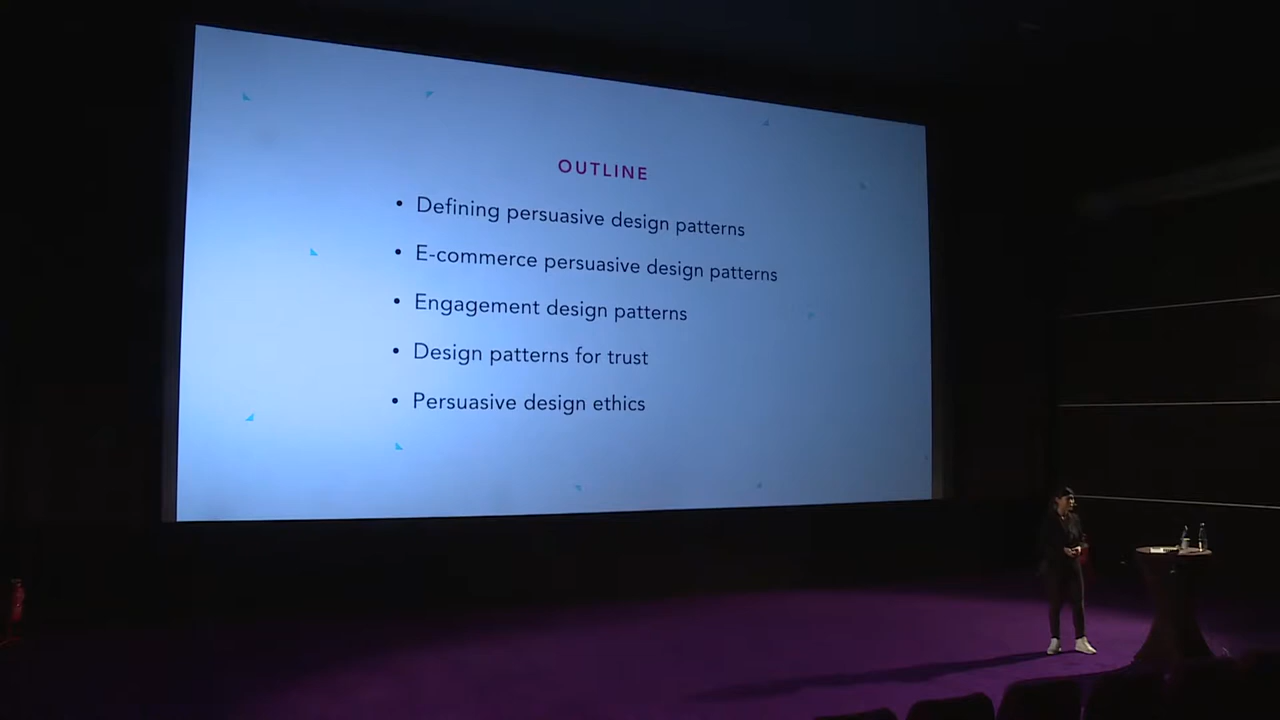 OUTLINE
• Defining persuasive design patterns
• E-commerce persuasive design patterns
• Engagement design patterns
• Design patterns for trust
• Persuasive design ethics